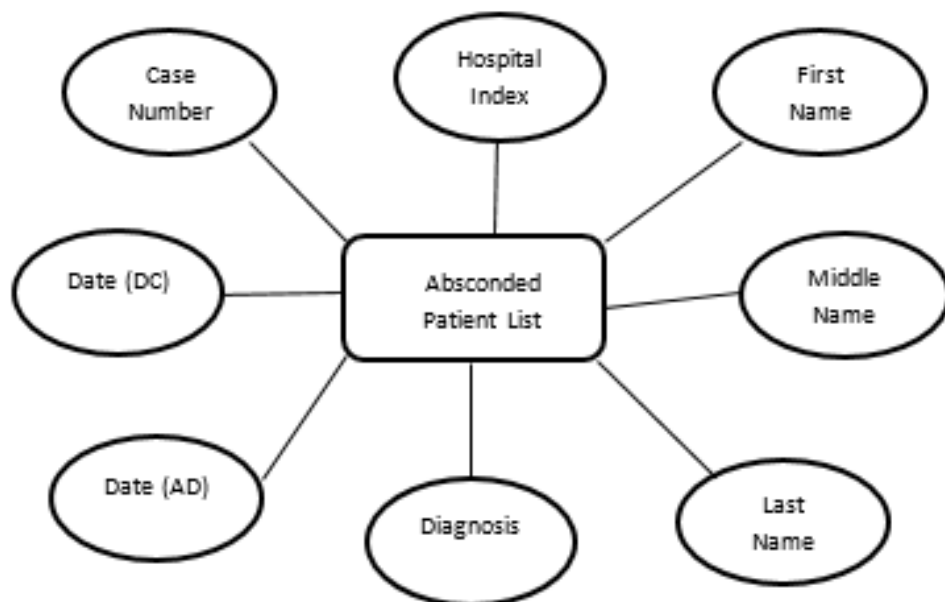 Case
Number
Hospital
Index
First
Name
Date (DC)
Absconded
Patient List
Middle
Name
Date (AD)
Diagnosis
Last
Name